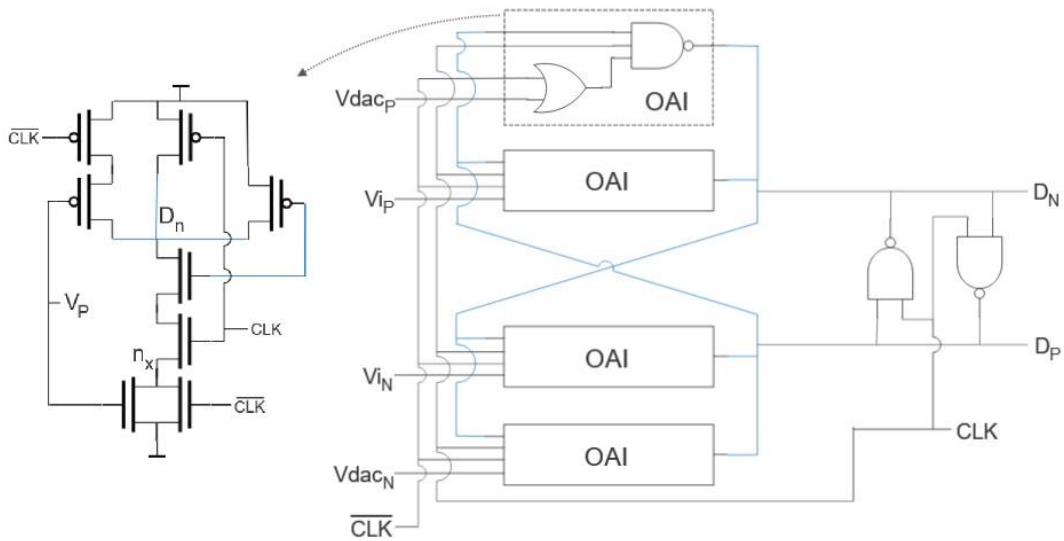 OAI
Vdac_P
OAI
Vi_P
D_N
D_P
OAI
Vi_N
OAI
Vdac_N
CLK
CLK
CLK
D_n
V_P
CLK
n_x
CLK